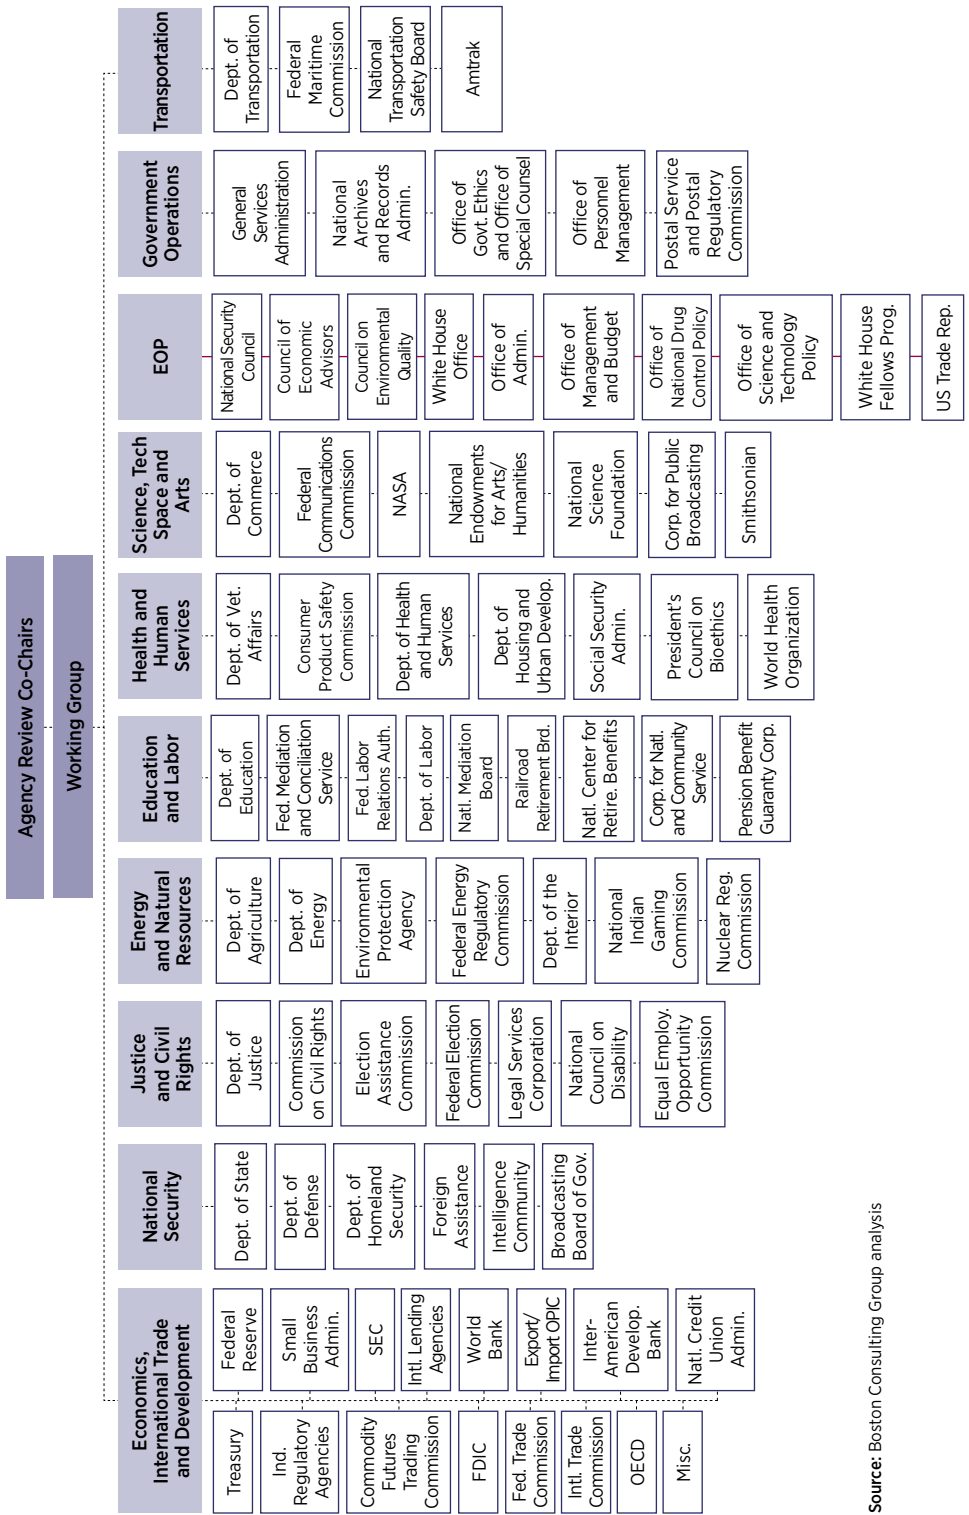 Agency Review Co-Chairs
Working Group
Economics,
International Trade
and Development
Treasury
Ind.
Regulatory
Agencies
Commodity
Futures
Trading
Commission
FDIC
Fed. Trade
Commission
Intl. Trade
Commission
OECD
Misc.
Federal
Reserve
Small
Business
Admin.
SEC
Intl. Lending
Agencies
World
Bank
Export/
Import OPIC
Inter-
American
Develop.
Bank
Natl. Credit
Union
Admin.
National
Security
Dept. of State
Dept. of
Defense
Dept. of
Homeland
Security
Foreign
Assistance
Intelligence
Community
Broadcasting
Board of Gov.
Justice
and Civil
Rights
Dept. of
Justice
Commission
on Civil Rights
Election
Assistance
Commission
Federal Election
Commission
Legal Services
Corporation
National
Council on
Disability
Equal Employ.
Opportunity
Commission
Energy
and Natural
Resources
Dept. of
Agriculture
Dept. of
Energy
Environmental
Protection
Agency
Federal Energy
Regulatory
Commission
Dept. of the
Interior
National
Indian
Gaming
Commission
Nuclear Reg.
Commission
Education
and Labor
Dept. of
Education
Fed. Mediation
and Conciliation
Service
Fed. Labor
Relations Auth.
Dept. of Labor
Natl. Mediation
Board
Railroad
Retirement Brd.
Natl. Center for
Retire. Benefits
Corp. for Natl.
and Community
Service
Pension Benefit
Guaranty Corp.
Health and
Human
Services
Dept. of Vet.
Affairs
Consumer
Product Safety
Commission
Dept. of Health
and Human
Services
Dept. of
Housing and
Urban Develop.
Social Security
Admin.
President's
Council on
Bioethics
World Health
Organization
Science, Tech
Space and
Arts
Dept. of
Commerce
Federal
Communications
Commission
NASA
National
Endowments
for Arts/
Humanities
National
Science
Foundation
Corp. for Public
Broadcasting
Smithsonian
EOP
National Security
Council
Council of
Economic
Advisors
Council on
Environmental
Quality
White House
Office
Office of
Admin.
Office of
Management
and Budget
Office of
National Drug
Control Policy
Office of
Science and
Technology
Policy
White House
Fellows Prog.
US Trade Rep.
Government
Operations
General
Services
Administration
National
Archives
and Records
Admin.
Office of
Govt. Ethics
and Office of
Special Counsel
Office of
Personnel
Management
Postal Service
and Postal
Regulatory
Commission
Transportation
Dept. of
Transportation
Federal
Maritime
Commission
National
Transportation
Safety Board
Amtrak
Source: Boston Consulting Group analysis